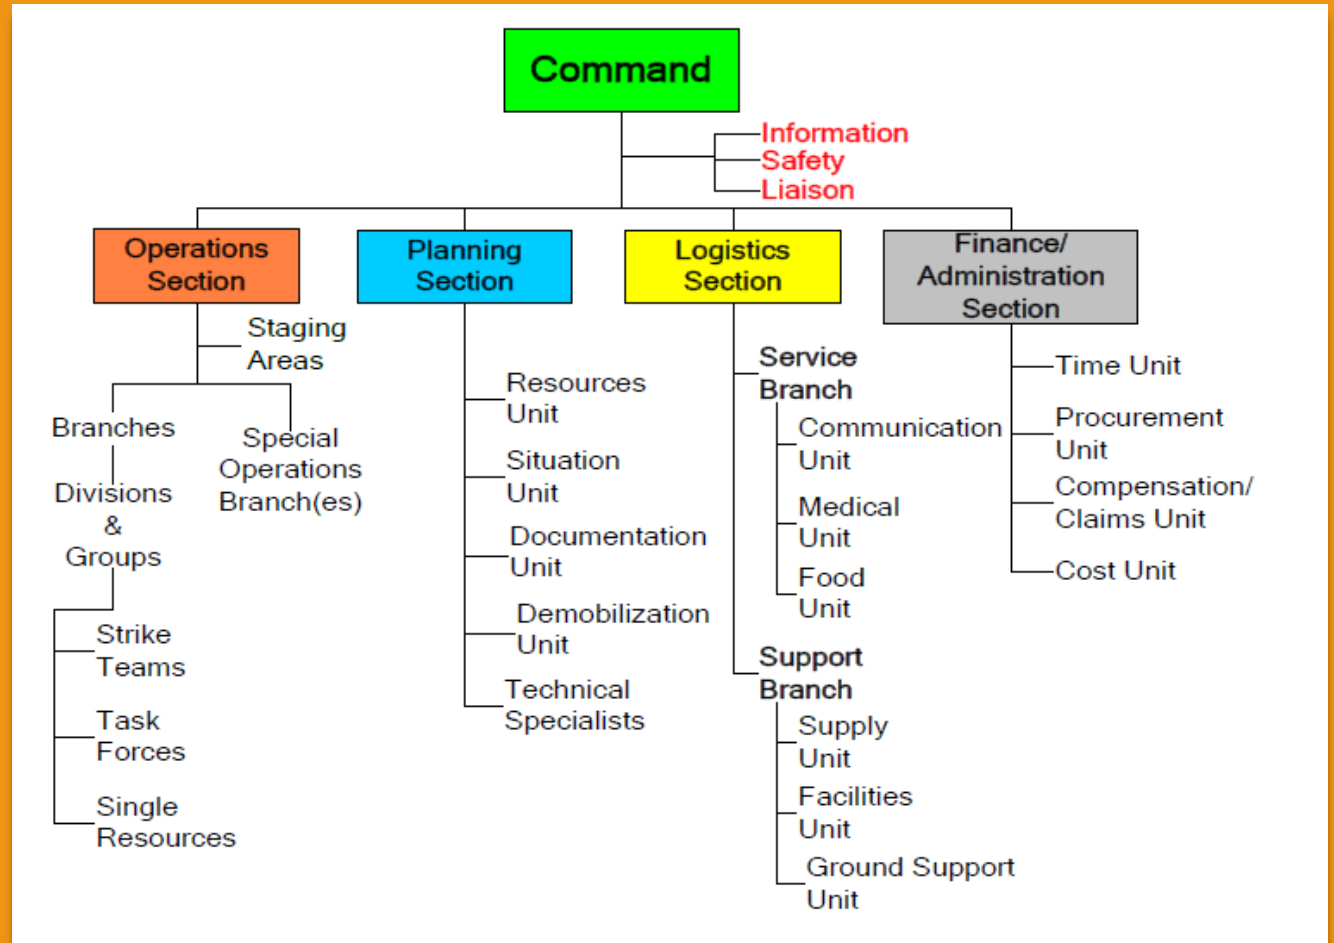 Command
Information
Safety
Liaison
Operations
Section
Planning
Section
Logistics
Section
Finance/
Administration
Section
Staging
Areas
Branches
Special
Operations
Branch(es)
Divisions
&
Groups
Strike
Teams
Task
Forces
Single
Resources
Resources
Unit
Situation
Unit
Documentation
Unit
Demobilization
Unit
Technical
Specialists
Service
Branch
Communication
Unit
Medical
Unit
Food
Unit
Support
Branch
Supply
Unit
Facilities
Unit
Ground Support
Unit
Time Unit
Procurement
Unit
Compensation/
Claims Unit
Cost Unit